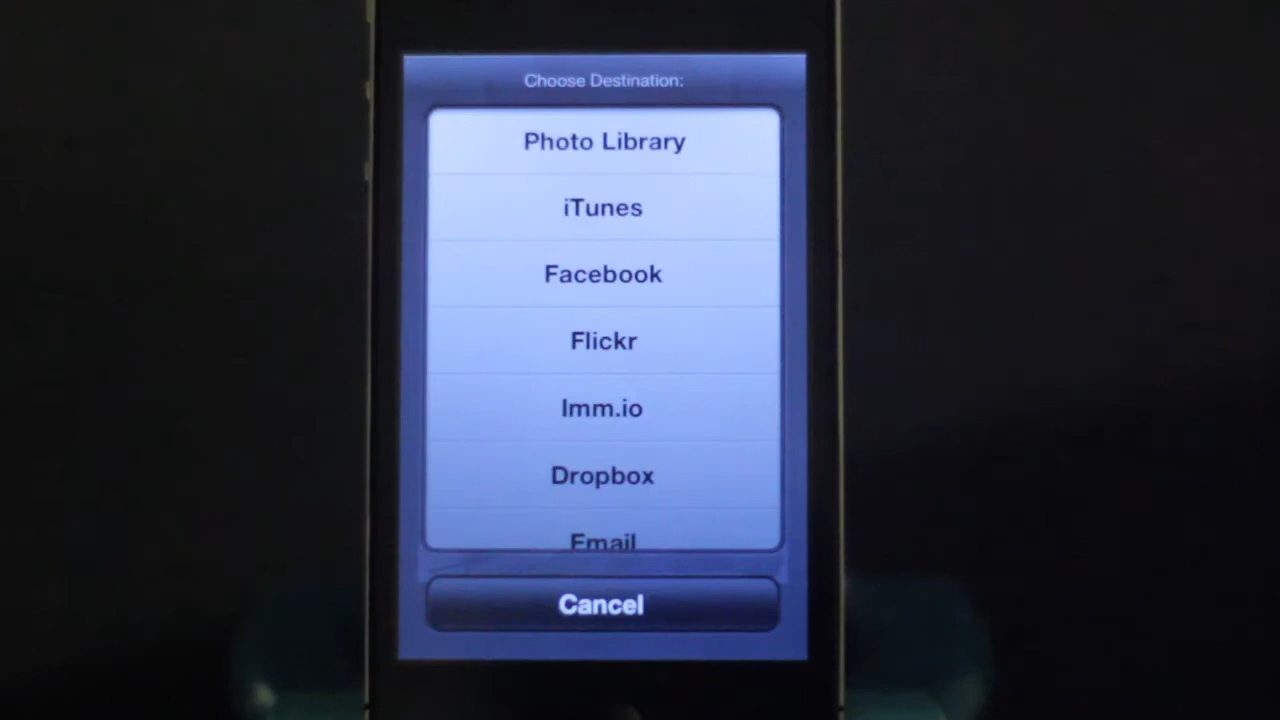 Choose Destination:
Photo Library
iTunes
Facebook
Flickr
Imm.io
Dropbox
Email
Cancel